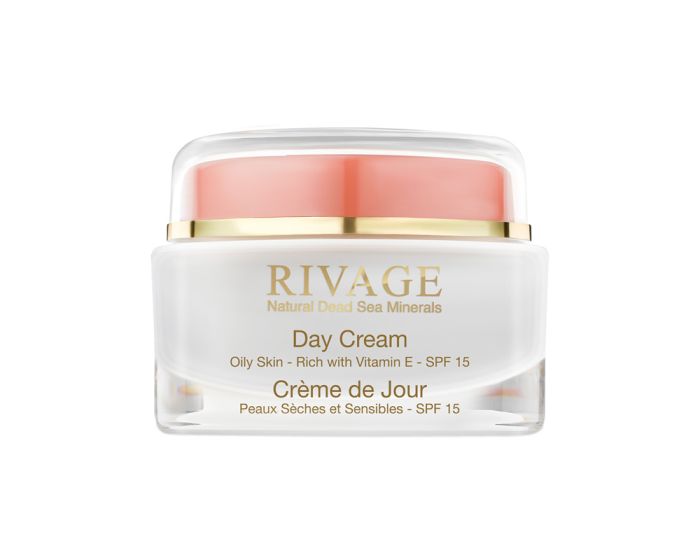 RIVAGE
Natural Dead Sea Minerals
Day Cream
Oily Skin - Rich with Vitamin E - SPF 15
Crème de Jour
Peaux Sèches et Sensibles - SPF 15